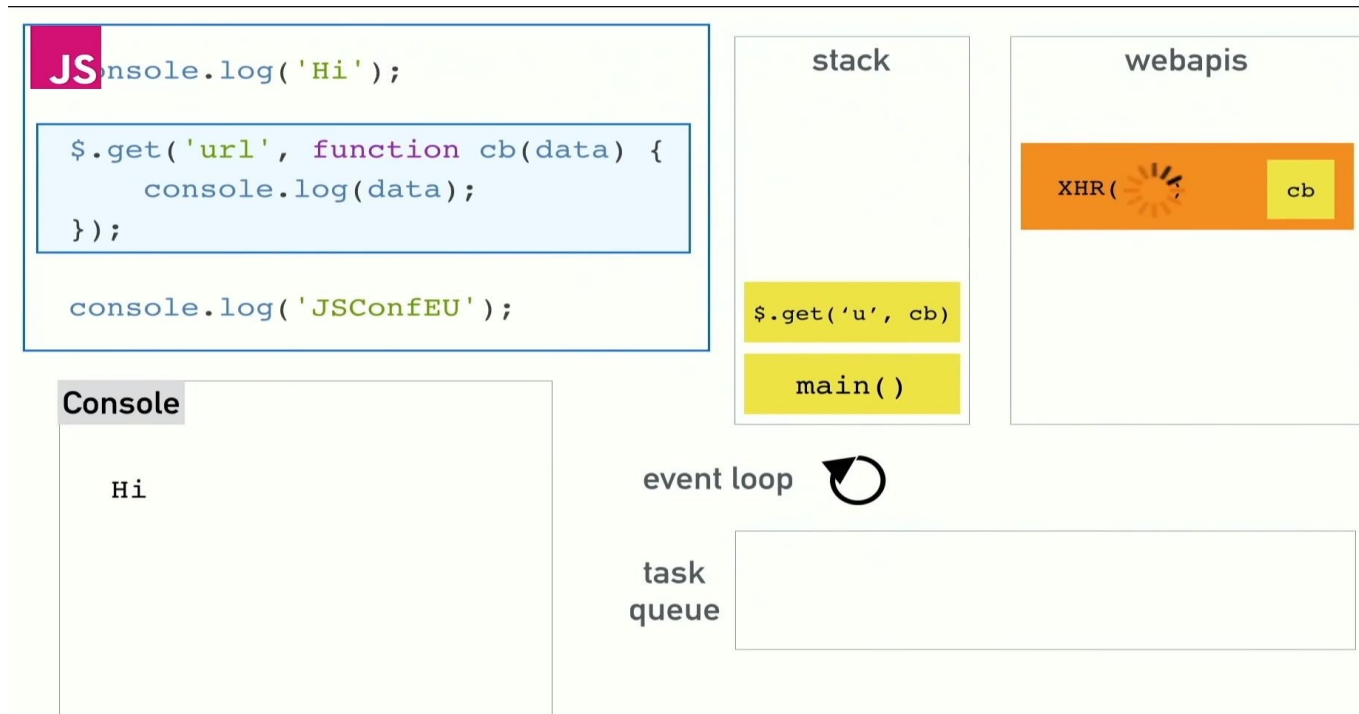 JS
nsole.log('Hi');
$.get('url', function cb(data) {
console.log(data);
});
console.log('JSConfEU');
Console
Hi
stack
$.get(‘u’, cb)
main()
webapis
XHR(
cb
event loop
task
queue